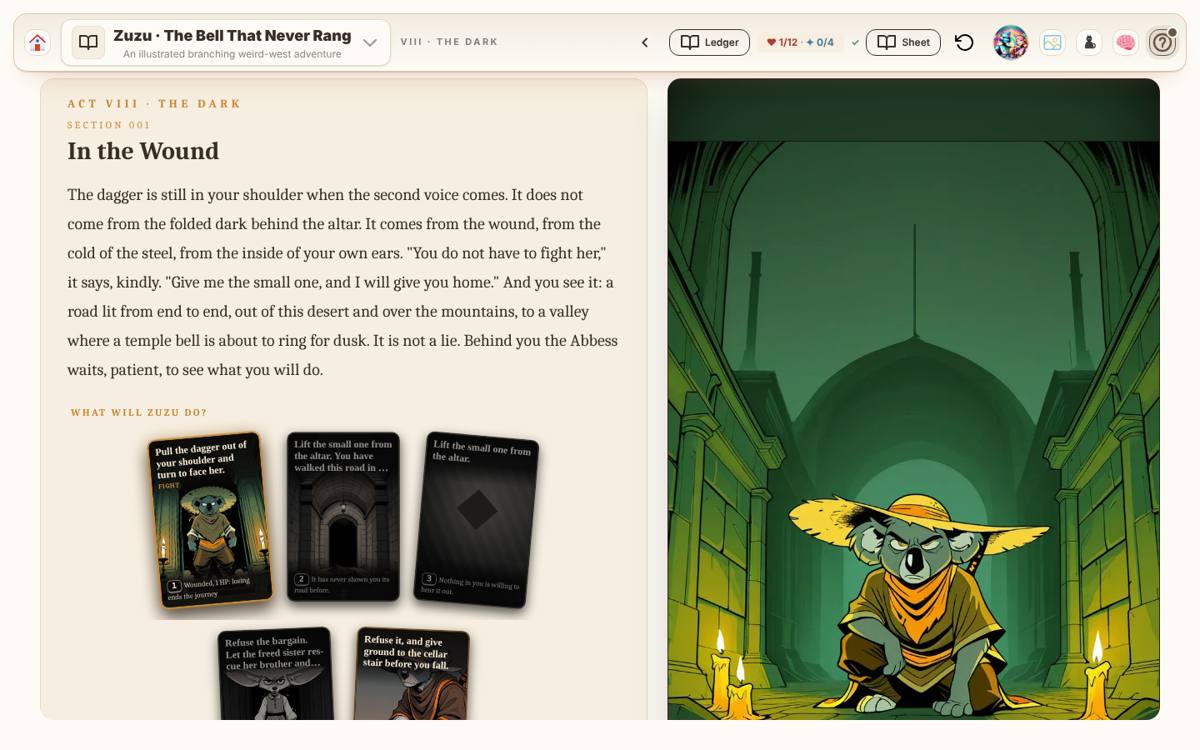 Zuzu · The Bell That Never Rang
An illustrated branching weird-west adventure
VIII · THE DARK
Ledger
1/12 · 0/4
Sheet
ACT VIII · THE DARK
SECTION 001
In the Wound
The dagger is still in your shoulder when the second voice comes. It does not
come from the folded dark behind the altar. It comes from the wound, from the
cold of the steel, from the inside of your own ears. "You do not have to fight her,"
it says, kindly. "Give me the small one, and I will give you home." And you see it: a
road lit from end to end, out of this desert and over the mountains, to a valley
where a temple bell is about to ring for dusk. It is not a lie. Behind you the Abbess
waits, patient, to see what you will do.
WHAT WILL ZUZU DO?
Pull the dagger out of
your shoulder and
turn to face her.
FIGHT
1 Wounded, 1 HP: losing
ends the journey
Lift the small one from
the altar. You have
walked this road in …
2 It has never shown you its
road before.
Lift the small one from
the altar.
3 Nothing in you is willing to
hear it out.
Refuse the bargain.
Let the freed sister res-
cue her brother and…
Refuse it, and give
ground to the cellar
stair before you fall.